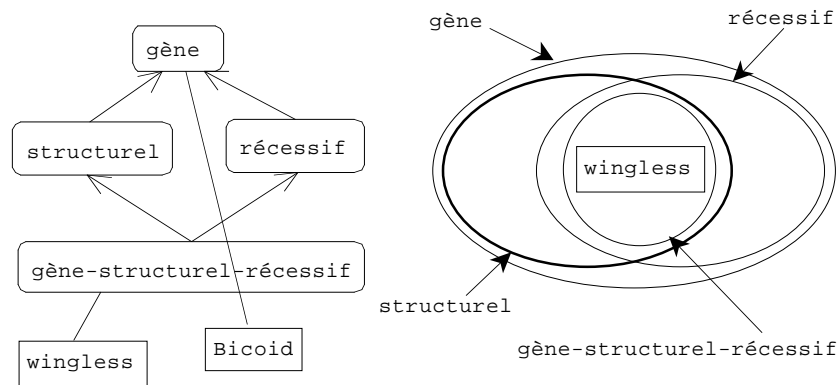 gène
structurel
récessif
gène-structurel-récessif
wingless
Bicoid
gène
récessif
wingless
structurel
gène-structurel-récessif